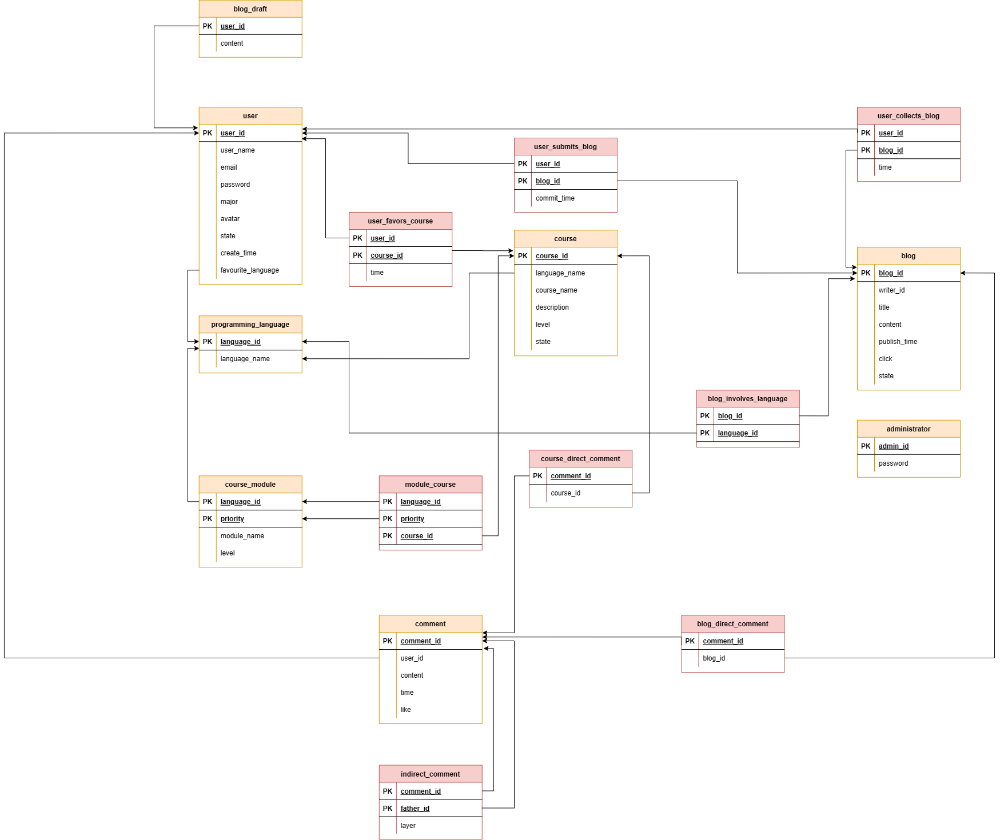 blog_draft
PK user_id
content
user
PK user_id
user_name
email
password
major
avatar
state
create_time
favourite_language
user_collects_blog
PK user_id
PK blog_id
time
user_submits_blog
PK user_id
PK blog_id
commit_time
user_favors_course
PK user_id
PK course_id
time
course
PK course_id
language_name
course_name
description
level
state
blog
PK blog_id
writer_id
title
content
publish_time
click
state
programming_language
PK language_id
language_name
blog_involves_language
PK blog_id
PK language_id
administrator
PK admin_id
password
course_direct_comment
PK comment_id
course_id
course_module
PK language_id
PK priority
module_name
level
module_course
PK language_id
PK priority
PK course_id
comment
PK comment_id
user_id
content
time
like
blog_direct_comment
PK comment_id
blog_id
indirect_comment
PK comment_id
PK father_id
layer